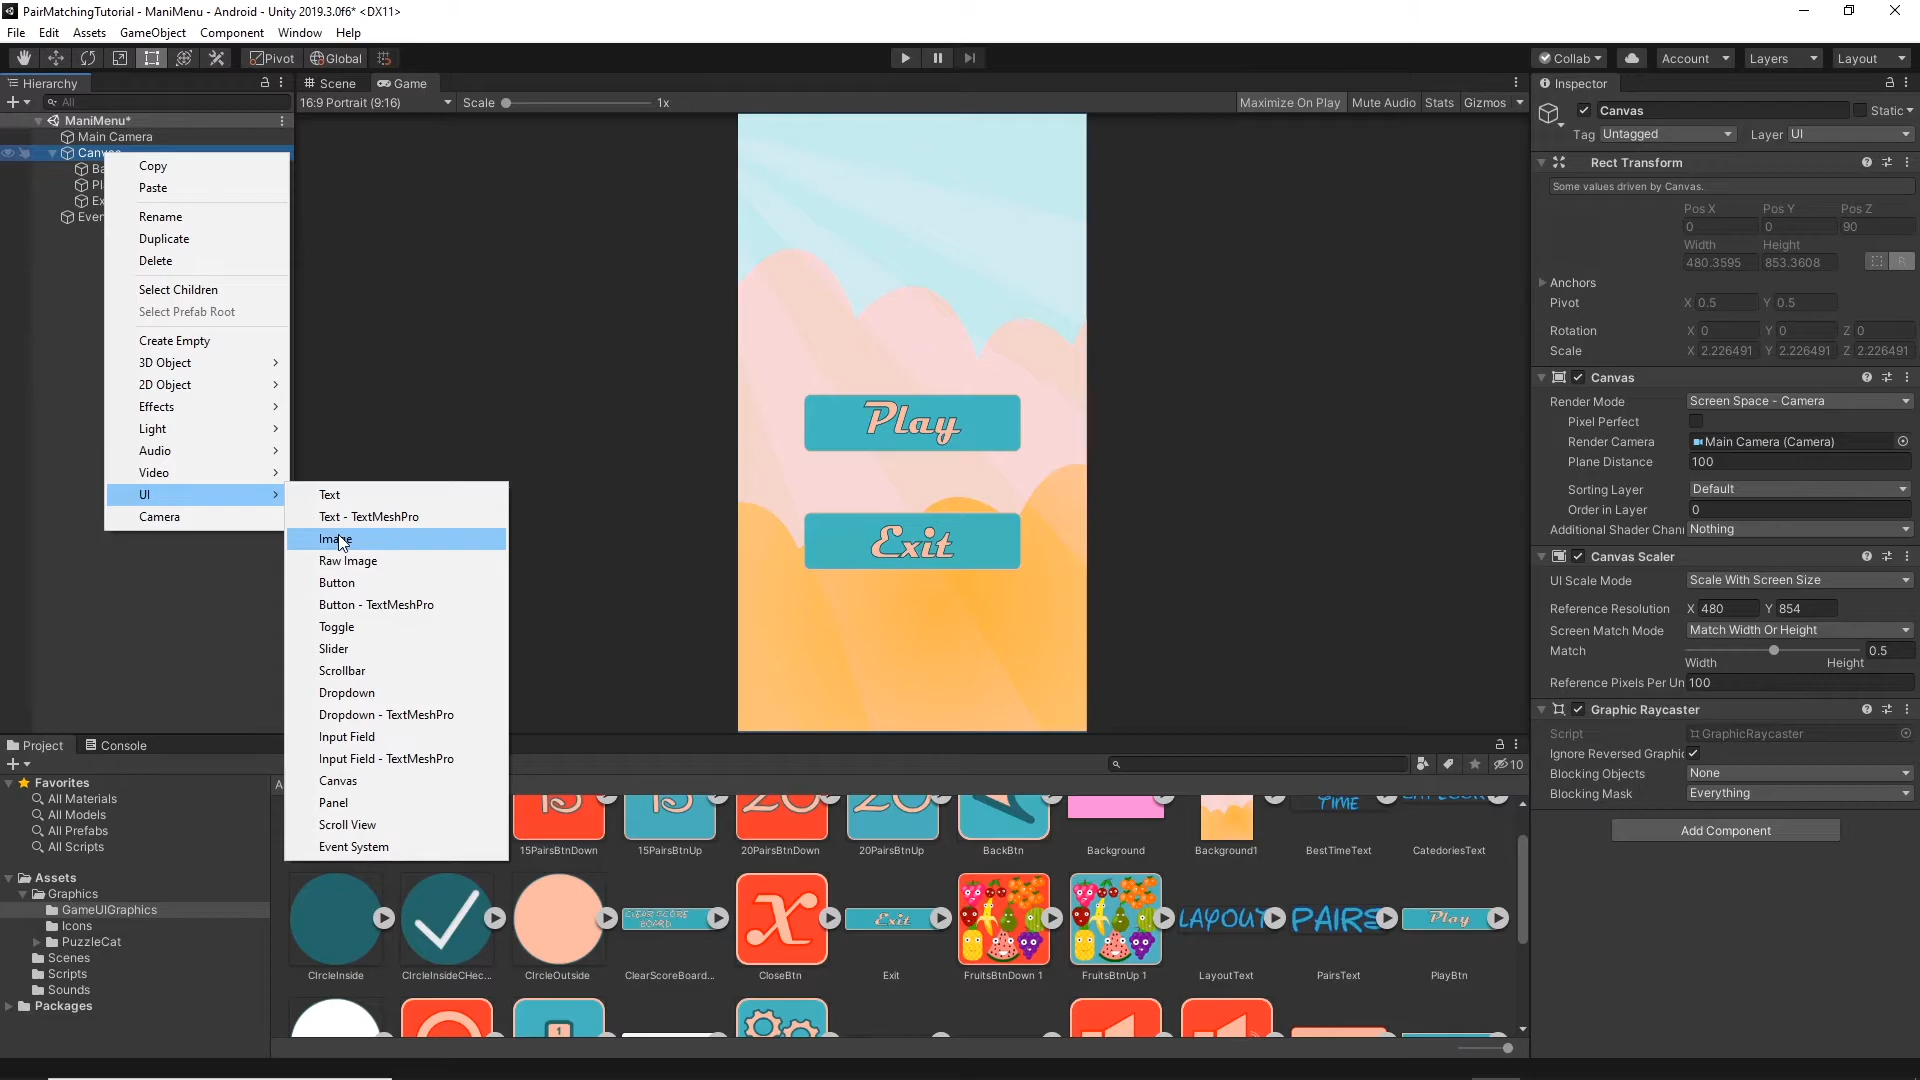 PairMatchingTutorial - ManiMenu - Android - Unity 2019.3.0f6* <DX11>
File Edit Assets GameObject Component Window Help
Pivot Global Collab Account Layers Layout
Hierarchy
All
ManiMenu*
Main Camera
Canvas
Copy
Paste
Rename
Duplicate
Delete
Select Children
Select Prefab Root
Create Empty
3D Object
2D Object
Effects
Light
Audio
Video
UI
Camera
Text
Text - TextMeshPro
Image
Raw Image
Button
Button - TextMeshPro
Toggle
Slider
Scrollbar
Dropdown
Dropdown - TextMeshPro
Input Field
Input Field - TextMeshPro
Canvas
Panel
Scroll View
Event System
Scene Game
16:9 Portrait (9:16) Scale 1x Maximize On Play Mute Audio Stats Gizmos
Play
Exit
Inspector
Canvas Static
Tag Untagged Layer UI
Rect Transform
Some values driven by Canvas.
Pos X Pos Y Pos Z
0 0 90
Width Height
480.3595 853.3608 R
Anchors
Pivot X 0.5 Y 0.5
Rotation X 0 Y 0 Z 0
Scale X 2.226491 Y 2.226491 Z 2.226491
Canvas
Render Mode Screen Space - Camera
Pixel Perfect
Render Camera Main Camera (Camera)
Plane Distance 100
Sorting Layer Default
Order in Layer 0
Additional Shader Chani Nothing
Canvas Scaler
UI Scale Mode Scale With Screen Size
Reference Resolution X 480 Y 854
Screen Match Mode Match Width Or Height
Match 0.5
Width Height
Reference Pixels Per Un 100
Graphic Raycaster
Script GraphicRaycaster
Ignore Reversed Graphic
Blocking Objects None
Blocking Mask Everything
Add Component
Project Console
10
Favorites
All Materials
All Models
All Prefabs
All Scripts
Assets
Graphics
GameUIGraphics
Icons
PuzzleCat
Scenes
Scripts
Sounds
Packages
15 15 20 20 TIME
15PairsBtnDown 15PairsBtnUp 20PairsBtnDown 20PairsBtnUp BackBtn Background Background1 BestTimeText CatedoriesText
CLEAR SCORE BOARD X Exit LAYOUT PAIRS Play
CIrcleInside CIrcleInsideCHec... CIrcleOutside ClearScoreBoard... CloseBtn Exit FruitsBtnDown 1 FruitsBtnUp 1 LayoutText PairsText PlayBtn
1